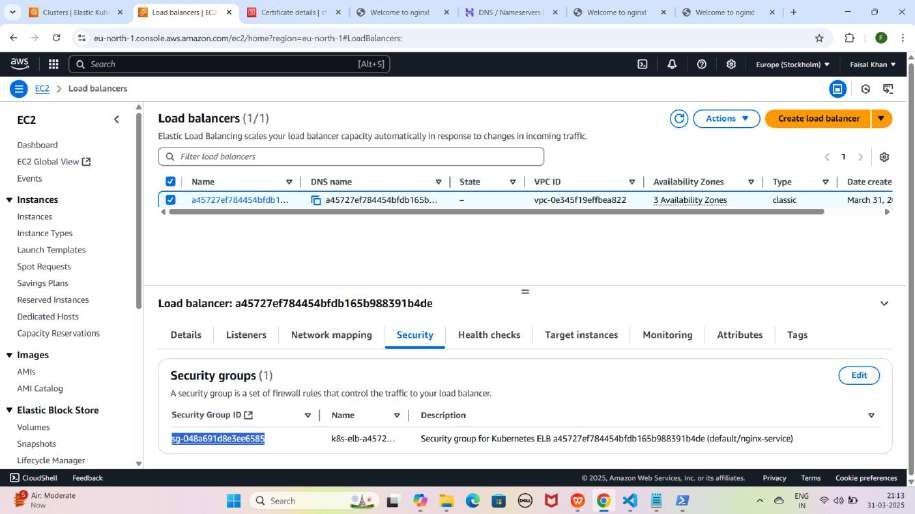 Clusters | Elastic Kube
Load balancers | EC2
Certificate details | c
Welcome to nginx!
DNS / Nameservers
Welcome to nginx!
Welcome to nginx!
eu-north-1.console.aws.amazon.com/ec2/home?region=eu-north-1#LoadBalancers:
F
aws
Search
[Alt+S]
Europe (Stockholm)
Faisal Khan
EC2 > Load balancers
EC2
Dashboard
EC2 Global View
Events
Instances
Instances
Instance Types
Launch Templates
Spot Requests
Savings Plans
Reserved Instances
Dedicated Hosts
Capacity Reservations
Images
AMIs
AMI Catalog
Elastic Block Store
Volumes
Snapshots
Lifecycle Manager
Load balancers (1/1)
Actions
Create load balancer
Elastic Load Balancing scales your load balancer capacity automatically in response to changes in incoming traffic.
Filter load balancers
1
Name DNS name State VPC ID Availability Zones Type Date create
a45727ef784454bfdb1... a45727ef784454bfdb165b... – vpc-0e345f19effbea822 3 Availability Zones classic March 31, 20
Load balancer: a45727ef784454bfdb165b988391b4de
Details Listeners Network mapping Security Health checks Target instances Monitoring Attributes Tags
Security groups (1)
Edit
A security group is a set of firewall rules that control the traffic to your load balancer.
Security Group ID Name Description
sg-048a691d8e3ee6585 k8s-elb-a4572... Security group for Kubernetes ELB a45727ef784454bfdb165b988391b4de (default/nginx-service)
CloudShell Feedback
© 2025, Amazon Web Services, Inc. or its affiliates. Privacy Terms Cookie preferences
5
Air: Moderate
Now
Search
DELL
ENG
IN
21:13
31-03-2025